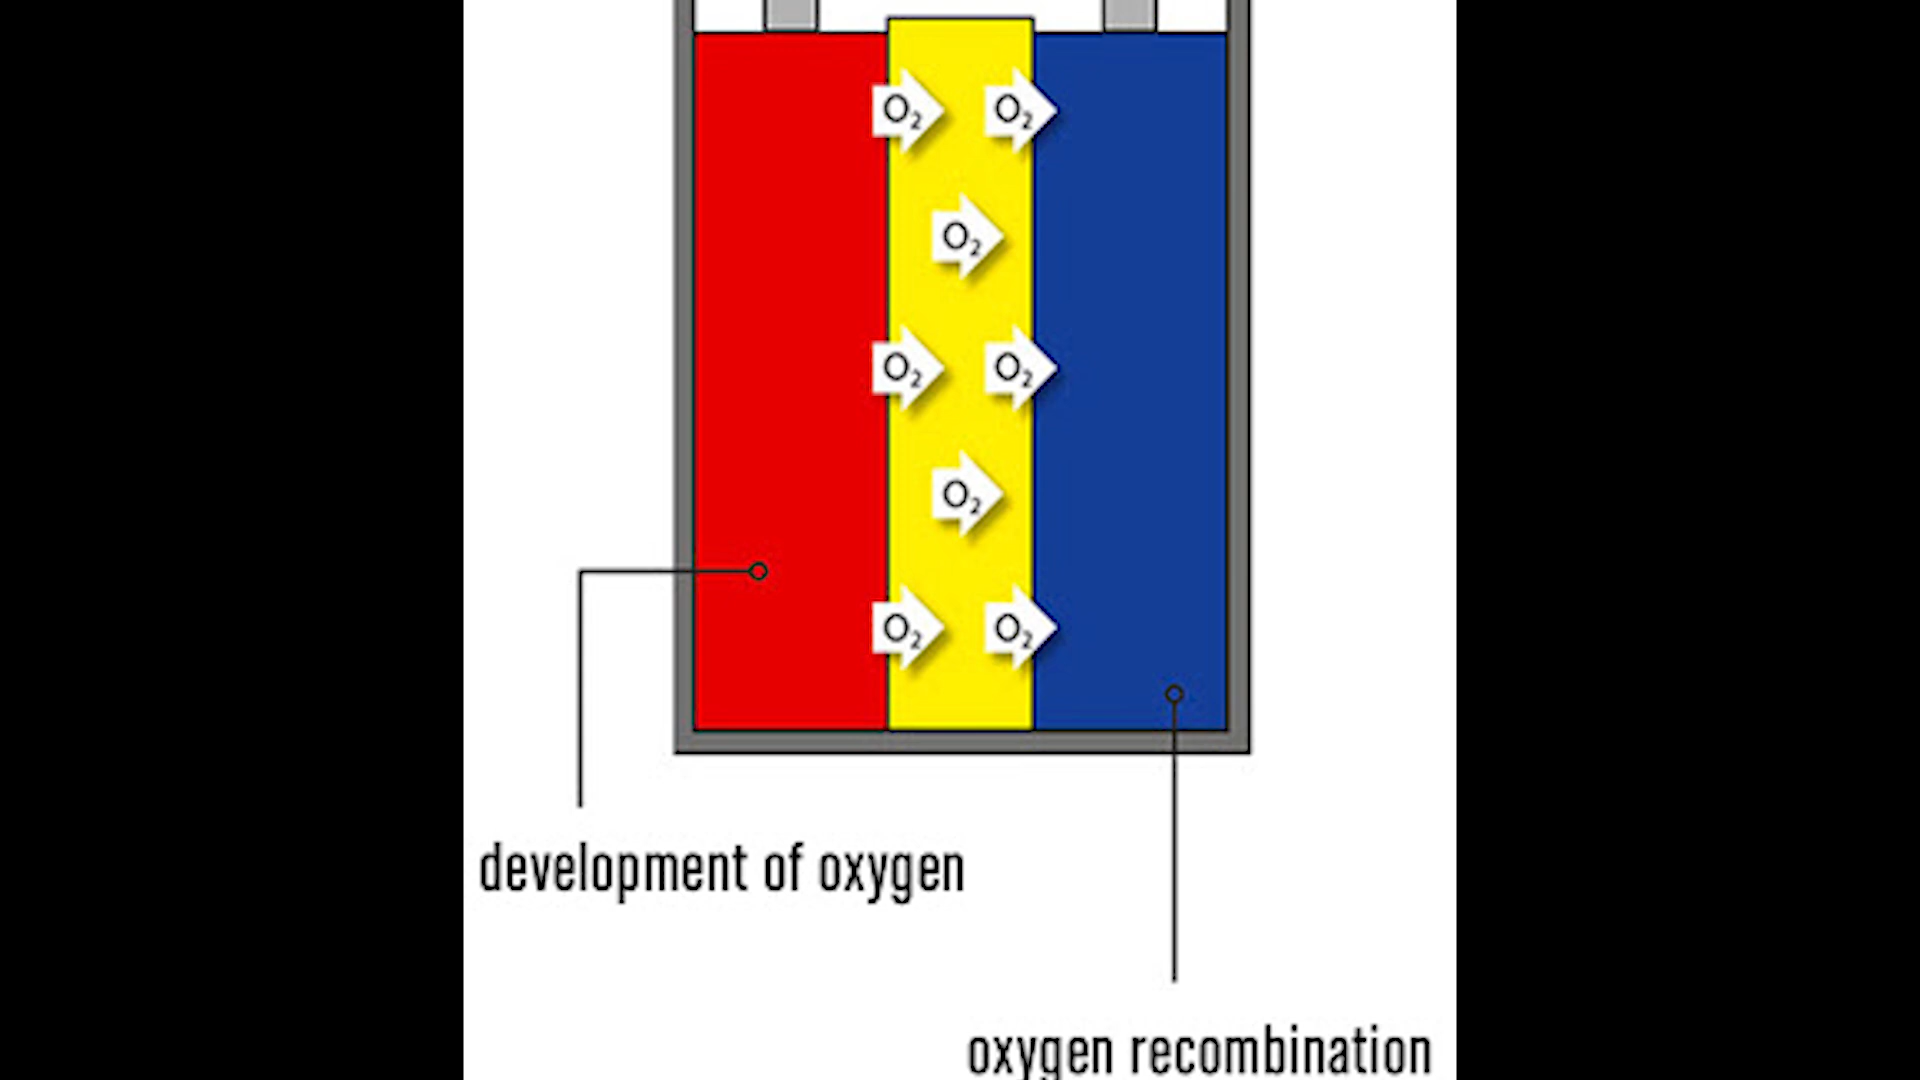 O₂ O₂
O₂
O₂ O₂
O₂
O₂ O₂
development of oxygen
oxygen recombination